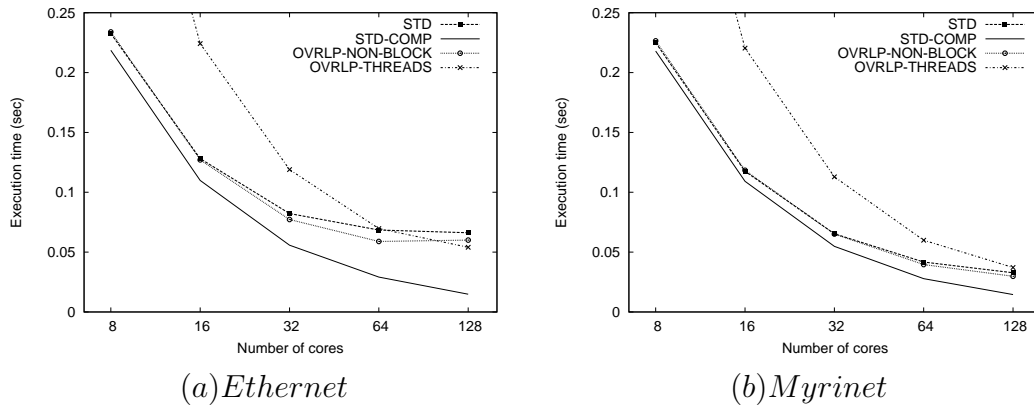 0.25
0.2
0.15
0.1
0.05
0
Execution time (sec)
8 16 32 64 128
Number of cores
STD
STD-COMP
OVRLP-NON-BLOCK
OVRLP-THREADS
(a)Ethernet
0.25
0.2
0.15
0.1
0.05
0
Execution time (sec)
8 16 32 64 128
Number of cores
STD
STD-COMP
OVRLP-NON-BLOCK
OVRLP-THREADS
(b)Myrinet